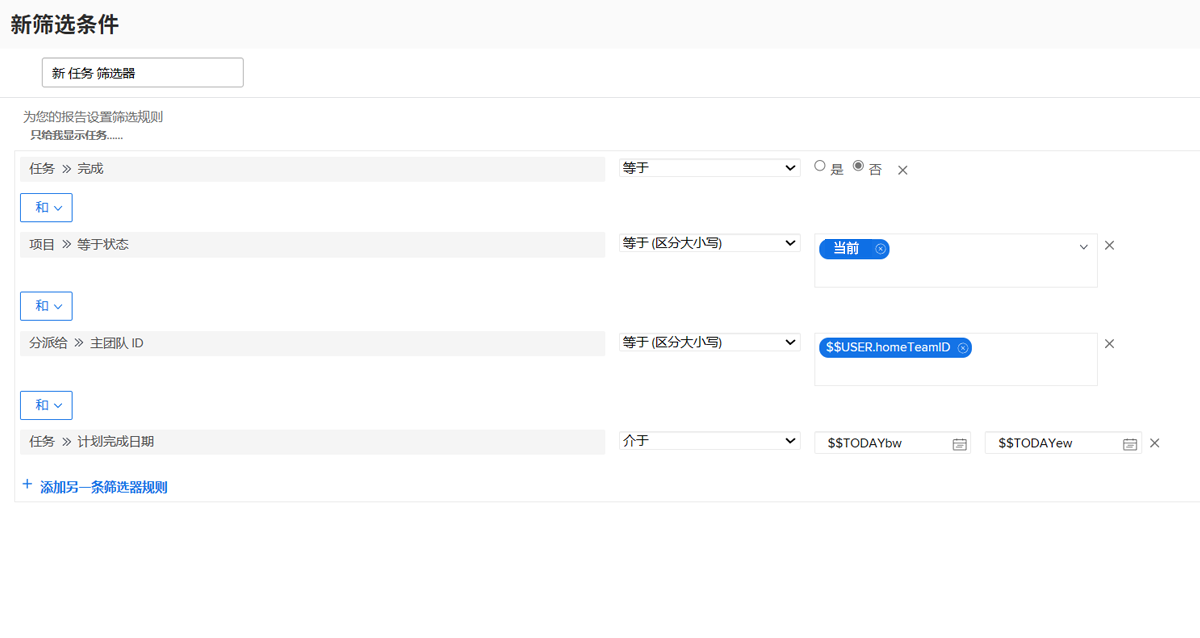 新筛选条件
新 任务 筛选器
为您的报告设置筛选规则
只给我显示任务......
任务 » 完成 等于 是 否
和
项目 » 等于状态 等于 (区分大小写) 当前
和
分派给 » 主团队 ID 等于 (区分大小写) $$USER.homeTeamID
和
任务 » 计划完成日期 介于 $$TODAYbw $$TODAYew
+ 添加另一条筛选器规则